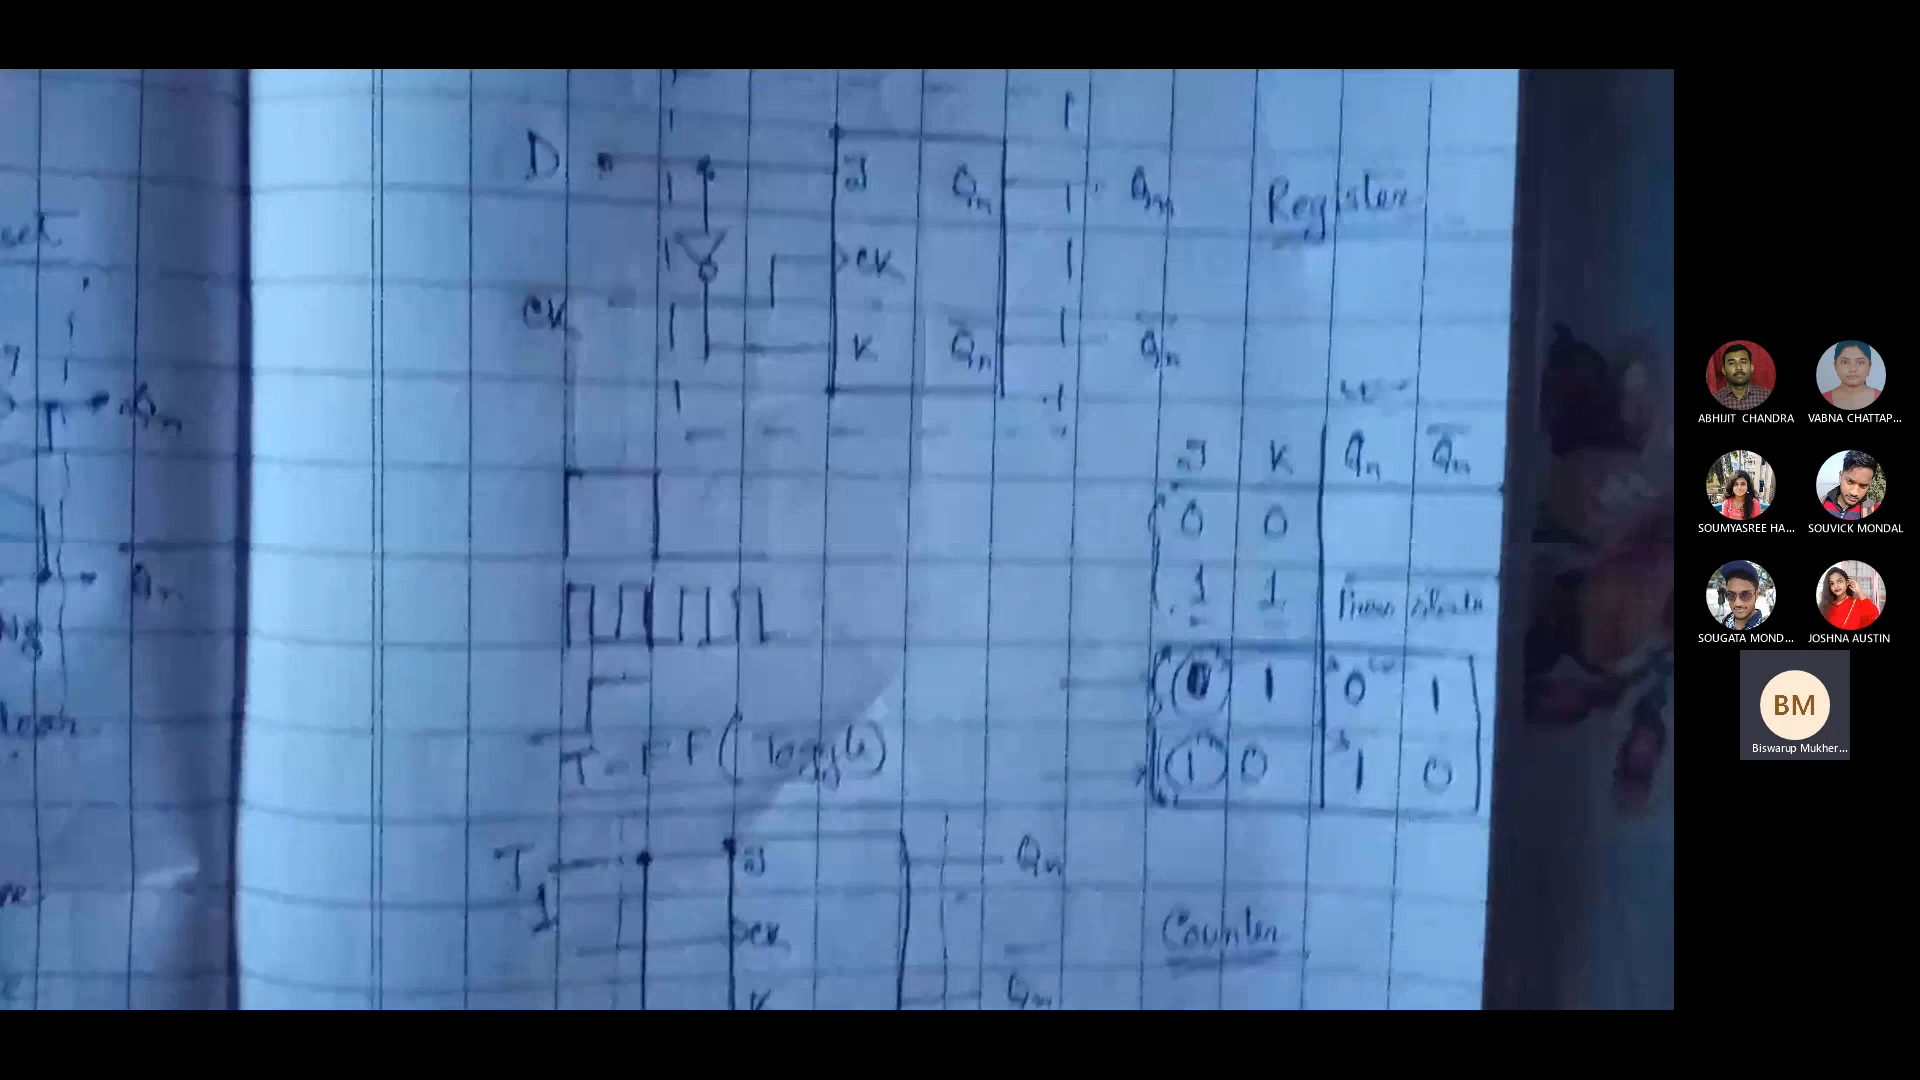 D
J
Qn
Qn
Register
CK
CK
K
Q̅n
Q̅n
J K Qn Q̅n
0 0
1 1
0 1 0 1
1 0 1 0
T-FF (Toggle)
T
J
Qn
1
CK
Counter
K
Q̅n
Qn
Qn
ABHIJIT CHANDRA
VABNA CHATTAP...
SOUMYASREE HA...
SOUVICK MONDAL
SOUGATA MOND...
JOSHNA AUSTIN
BM
Biswarup Mukher...